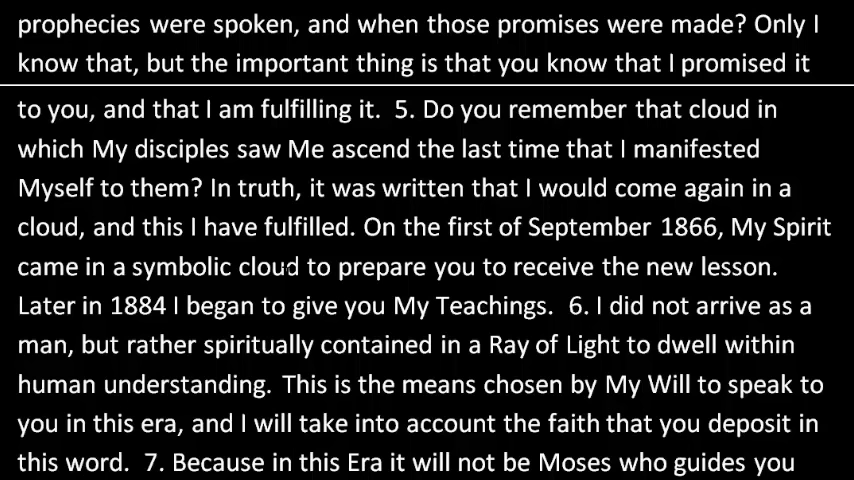 prophecies were spoken, and when those promises were made? Only I
know that, but the important thing is that you know that I promised it
to you, and that I am fulfilling it.  5. Do you remember that cloud in
which My disciples saw Me ascend the last time that I manifested
Myself to them? In truth, it was written that I would come again in a
cloud, and this I have fulfilled. On the first of September 1866, My Spirit
came in a symbolic cloud to prepare you to receive the new lesson.
Later in 1884 I began to give you My Teachings.  6. I did not arrive as a
man, but rather spiritually contained in a Ray of Light to dwell within
human understanding.  This is the means chosen by My Will to speak to
you in this era, and I will take into account the faith that you deposit in
this word.  7. Because in this Era it will not be Moses who guides you